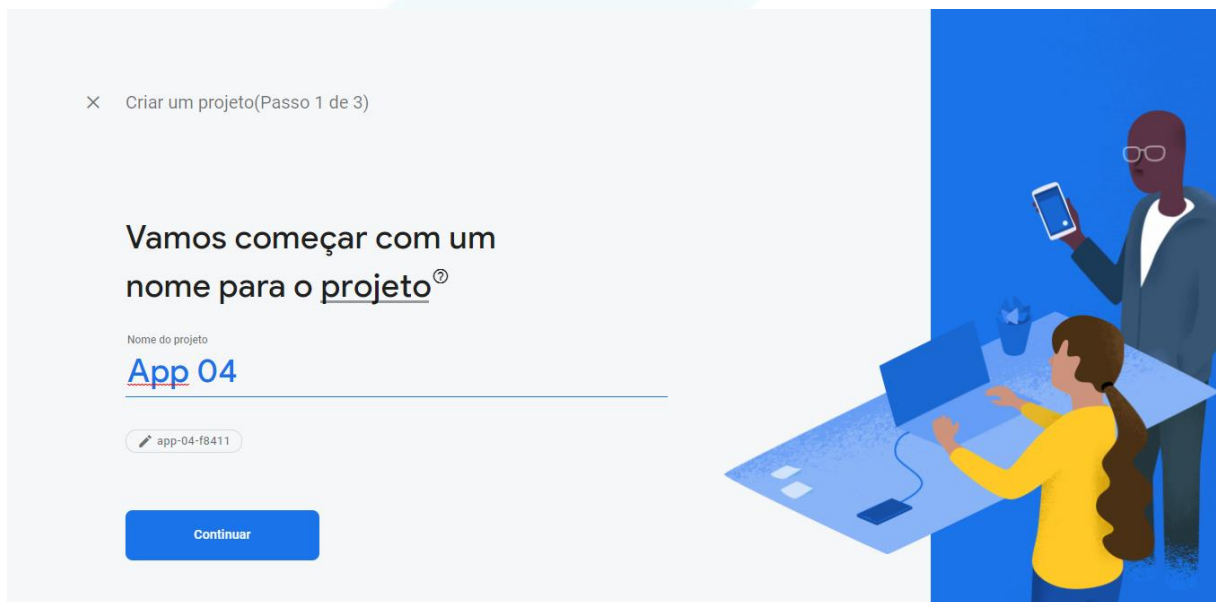 Criar um projeto(Passo 1 de 3)
Vamos começar com um
nome para o projeto
Nome do projeto
App 04
app-04-f8411
Continuar